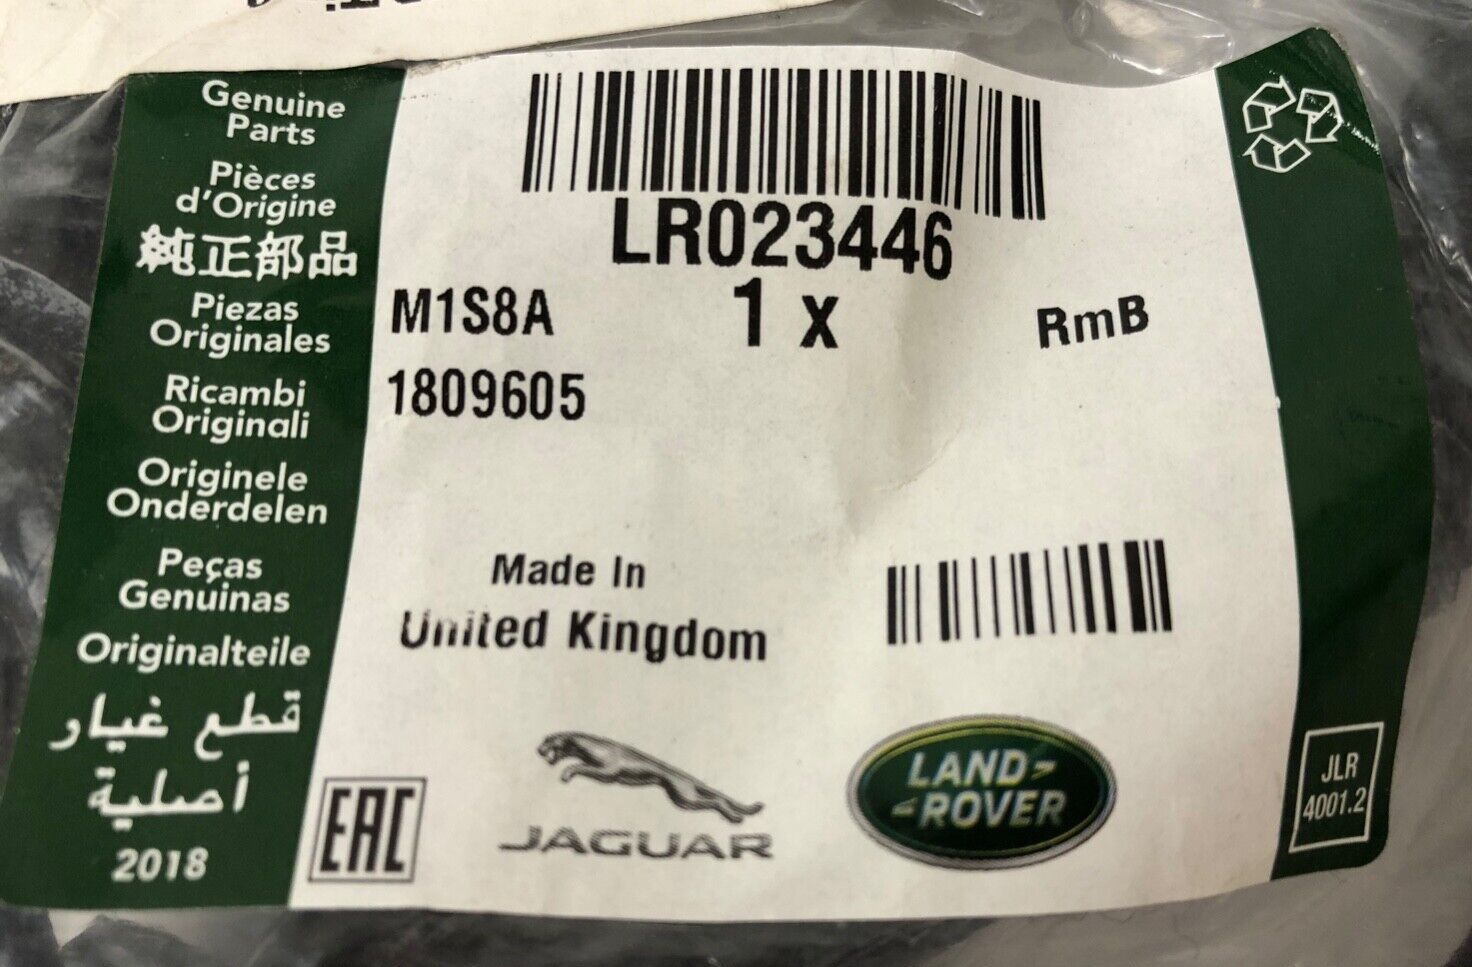 Genuine
Parts
Pièces
d'Origine
純正部品
Piezas
Originales
Ricambi
Originali
Originele
Onderdelen
Peças
Genuinas
Originalteile
قطع غيار
أصلية
2018
LR023446
M1S8A 1 x RmB
1809605
Made In
United Kingdom
EAC
JAGUAR
LAND-
-ROVER
JLR
4001.2